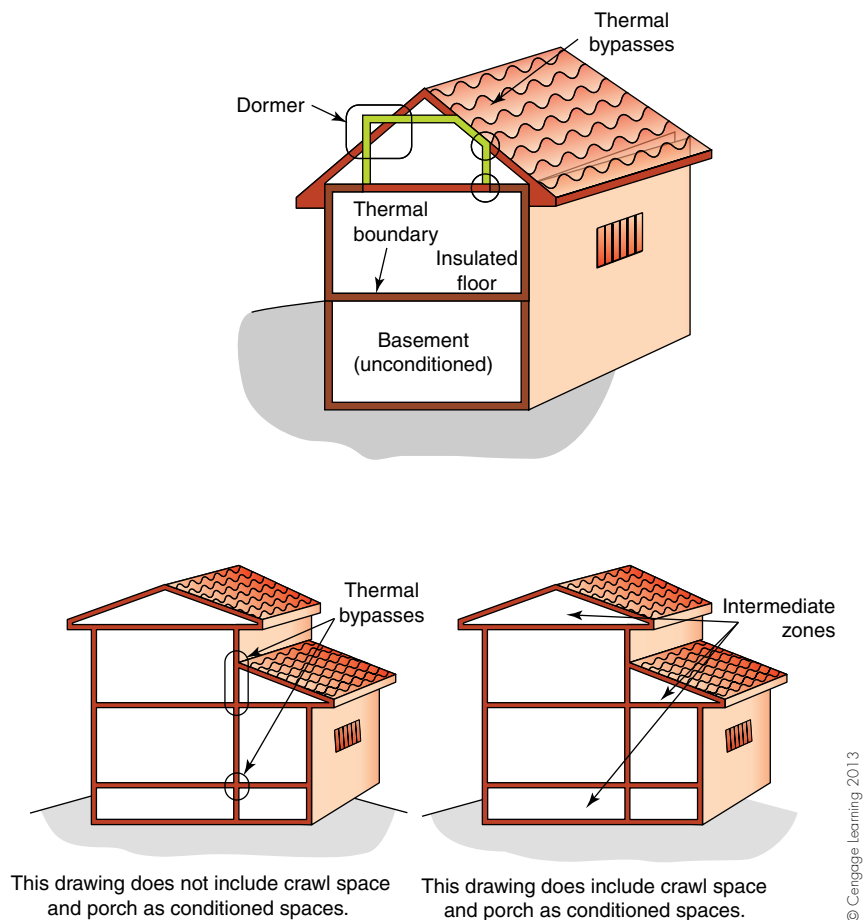 Thermal
bypasses
Dormer
Thermal
boundary
Insulated
floor
Basement
(unconditioned)
Thermal
bypasses
Intermediate
zones
This drawing does not include crawl space
and porch as conditioned spaces.
This drawing does include crawl space
and porch as conditioned spaces.
© Cengage Learning 2013